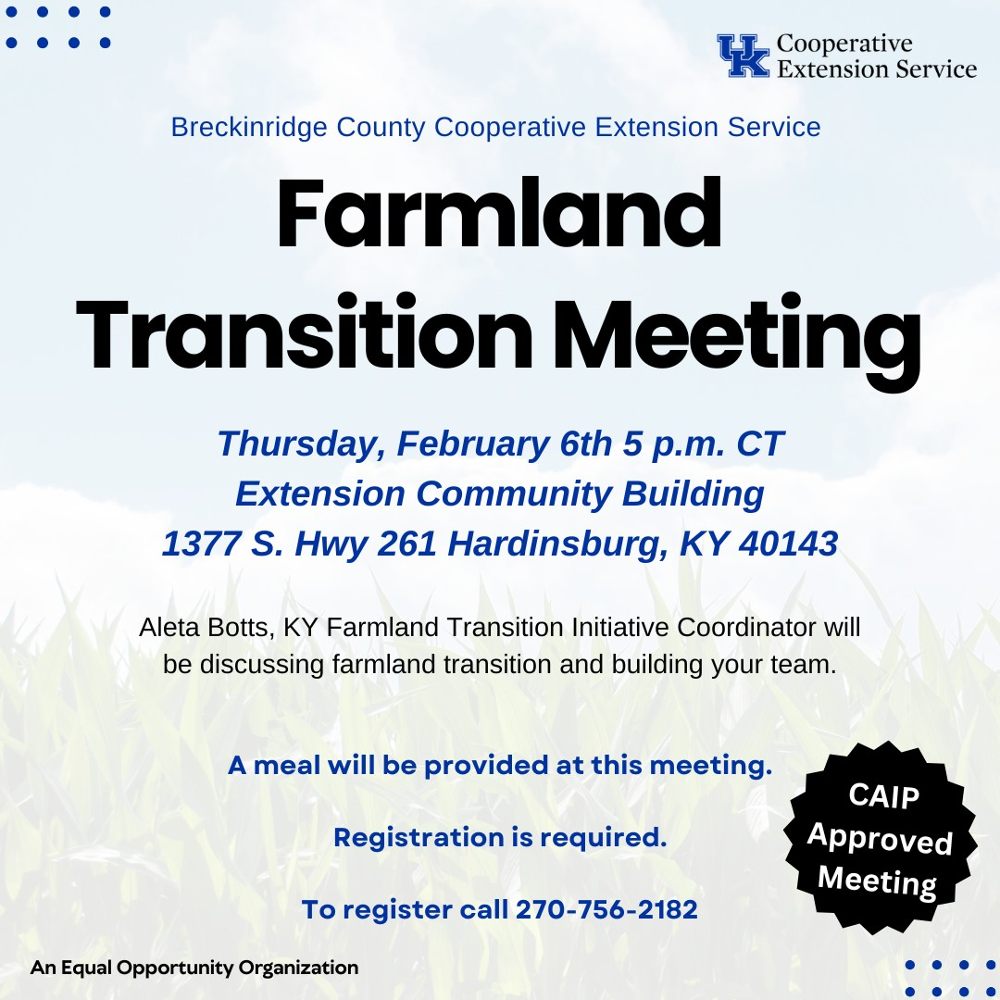 UK Cooperative
Extension Service
Breckinridge County Cooperative Extension Service
Farmland
Transition Meeting
Thursday, February 6th 5 p.m. CT
Extension Community Building
1377 S. Hwy 261 Hardinsburg, KY 40143
Aleta Botts, KY Farmland Transition Initiative Coordinator will
be discussing farmland transition and building your team.
A meal will be provided at this meeting.
Registration is required.
To register call 270-756-2182
CAIP
Approved
Meeting
An Equal Opportunity Organization